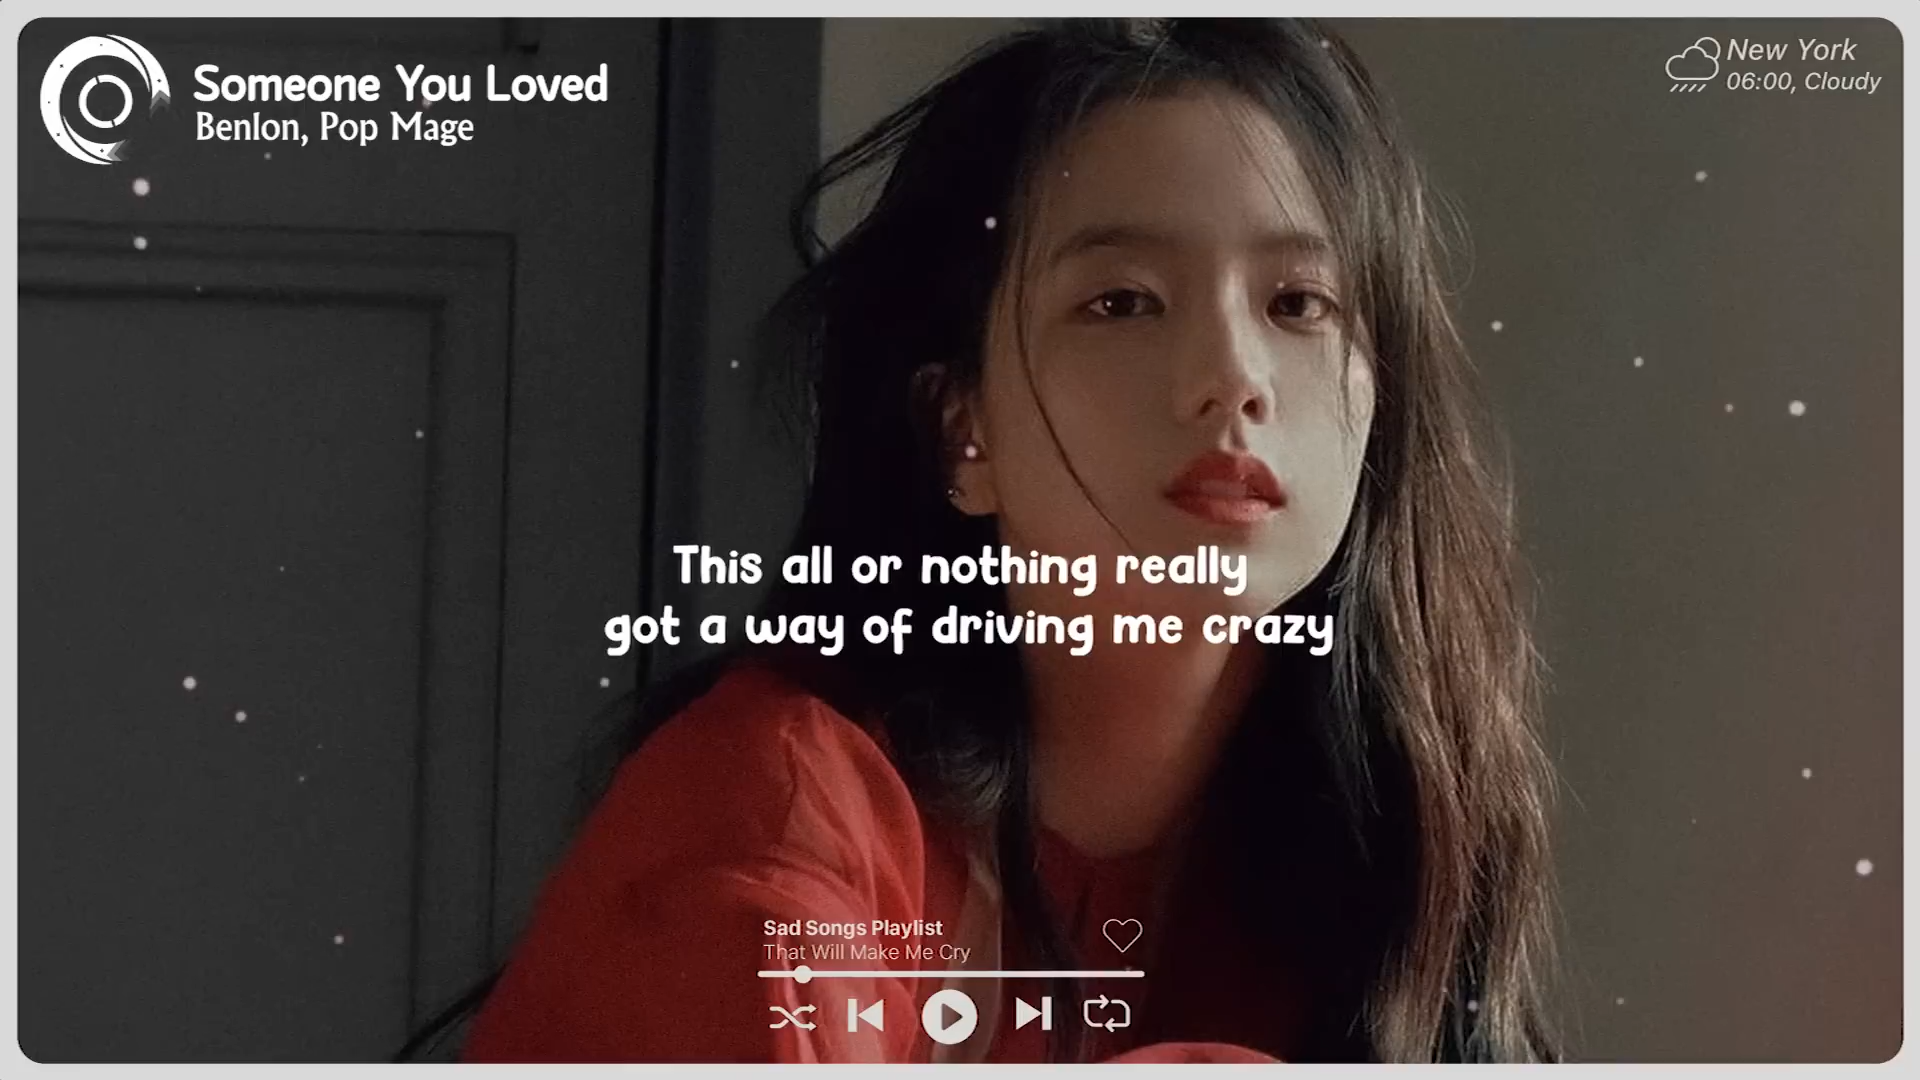 Someone You Loved
Benlon, Pop Mage
New York
06:00, Cloudy
This all or nothing really
got a way of driving me crazy
Sad Songs Playlist
That Will Make Me Cry